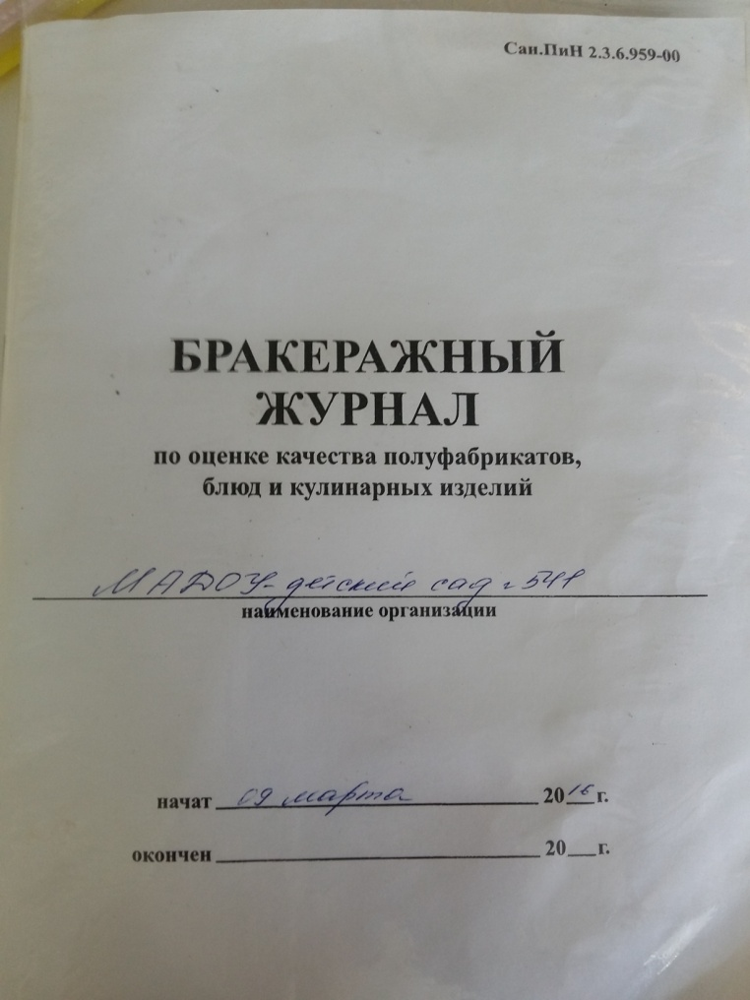 Сан.ПиН 2.3.6.959-00
БРАКЕРАЖНЫЙ
ЖУРНАЛ
по оценке качества полуфабрикатов,
блюд и кулинарных изделий
МАДОУ- детский сад № 541
наименование организации
начат 09 марта 2016 г.
окончен 20 г.